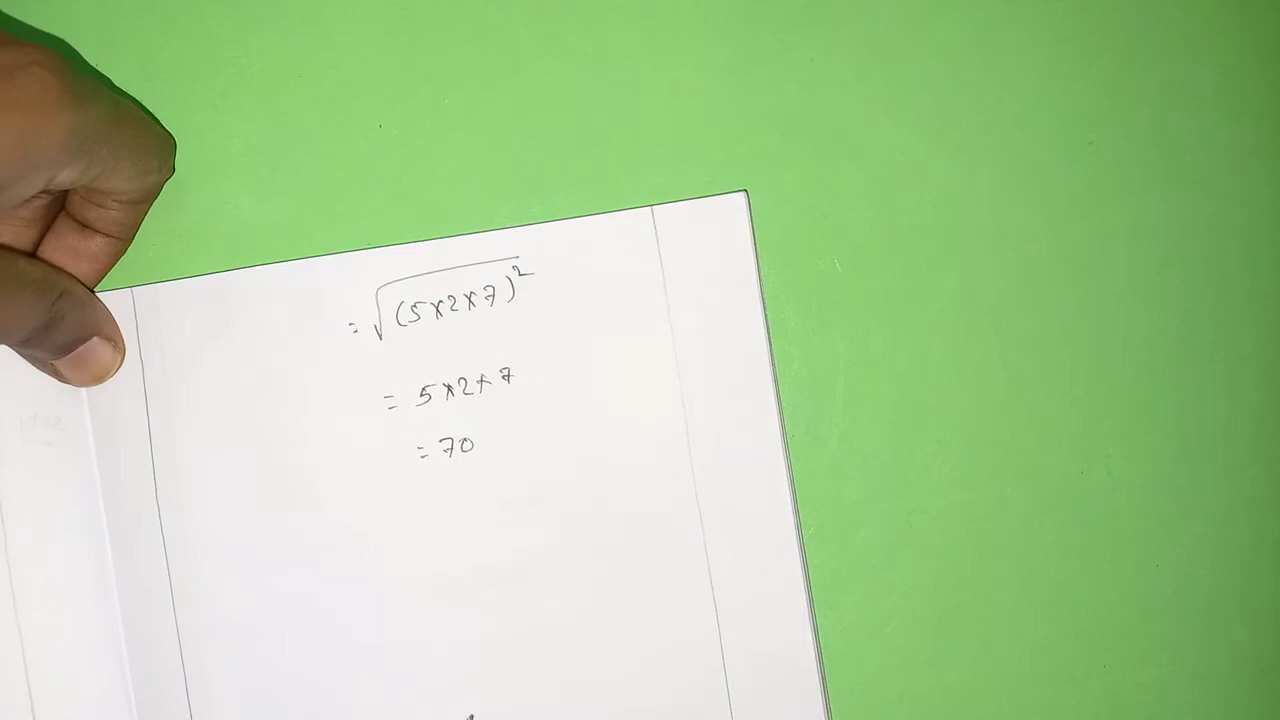 = √(5×2×7)²
= 5×2×7
= 70